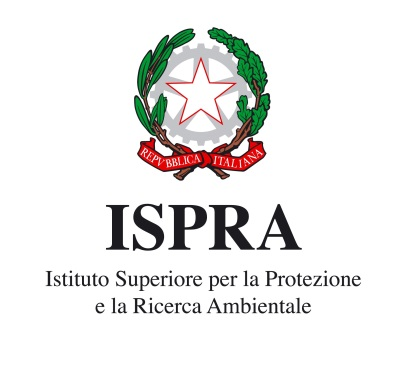 REPVBBLICA ITALIANA
ISPRA
Istituto Superiore per la Protezione
e la Ricerca Ambientale